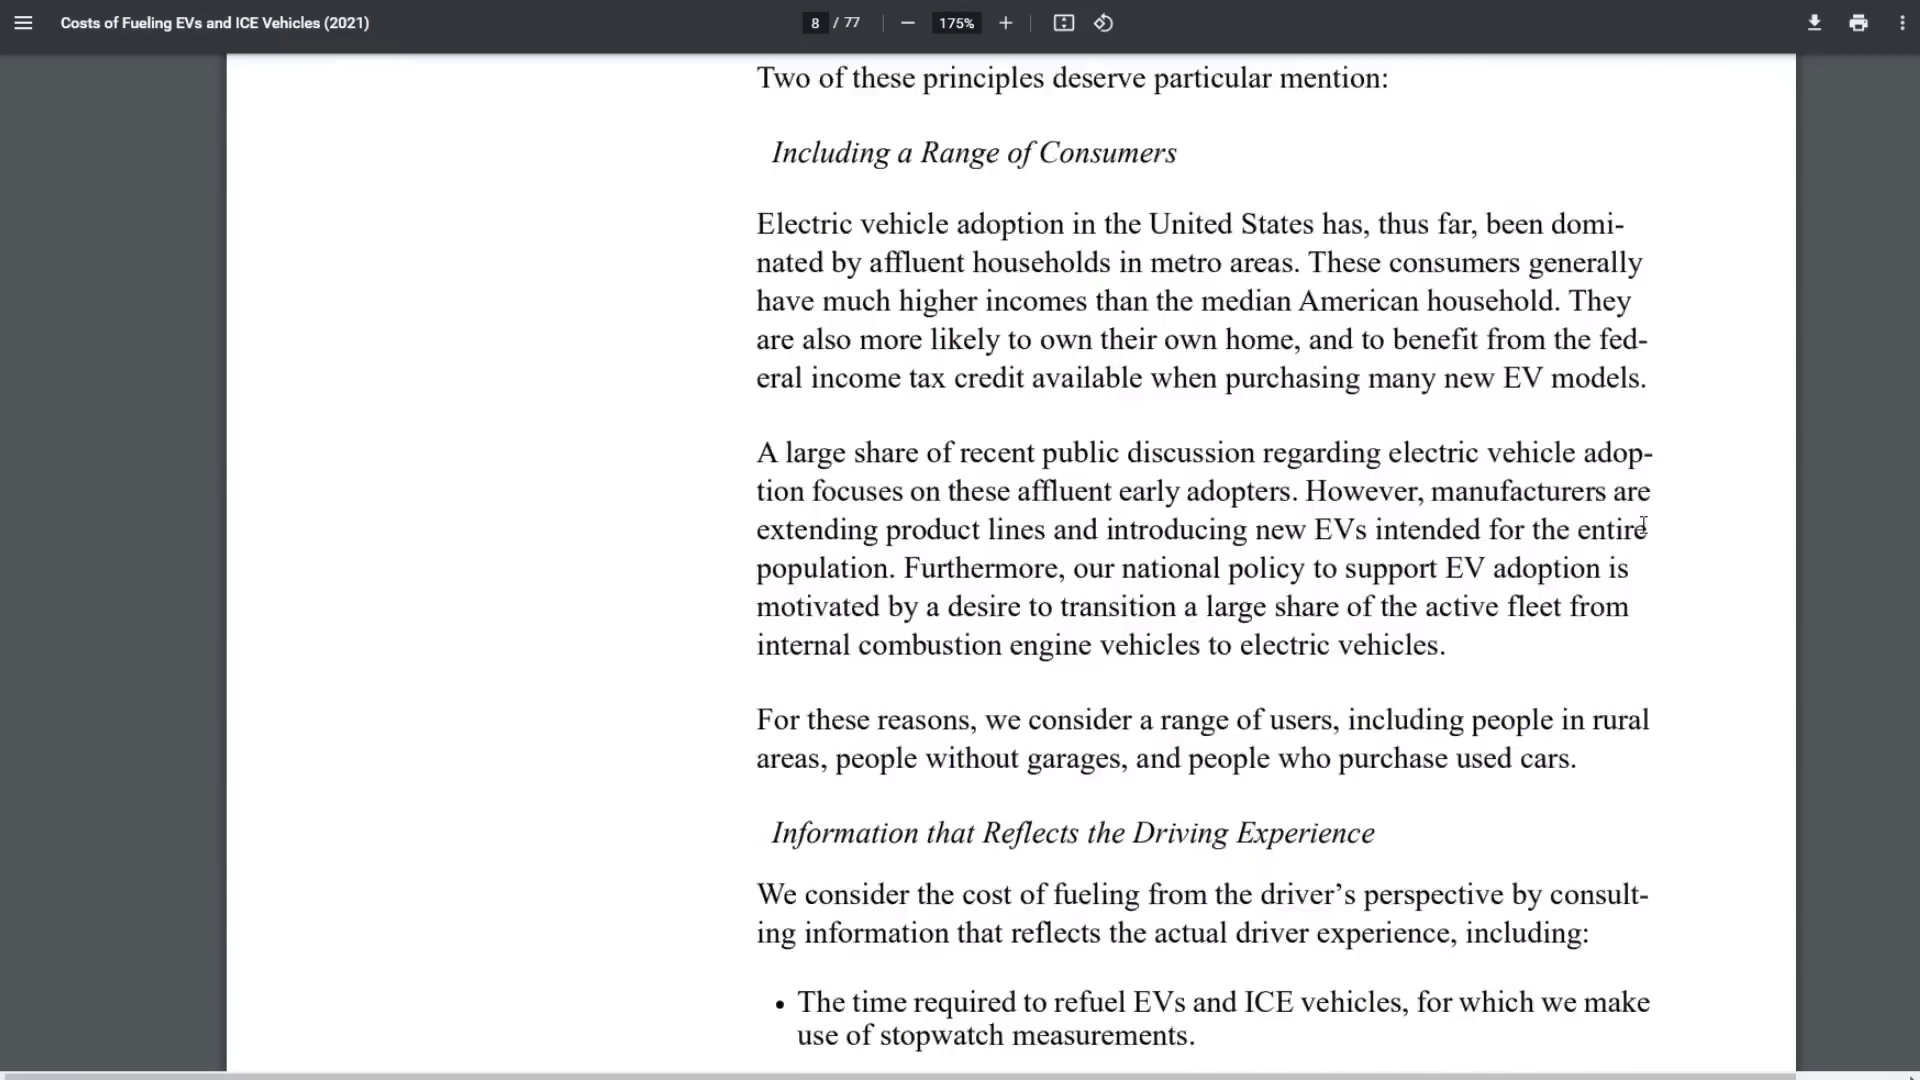 Costs of Fueling EVs and ICE Vehicles (2021)
8 / 77
175%
Two of these principles deserve particular mention:
Including a Range of Consumers
Electric vehicle adoption in the United States has, thus far, been domi-
nated by affluent households in metro areas. These consumers generally
have much higher incomes than the median American household. They
are also more likely to own their own home, and to benefit from the fed-
eral income tax credit available when purchasing many new EV models.
A large share of recent public discussion regarding electric vehicle adop-
tion focuses on these affluent early adopters. However, manufacturers are
extending product lines and introducing new EVs intended for the entire
population. Furthermore, our national policy to support EV adoption is
motivated by a desire to transition a large share of the active fleet from
internal combustion engine vehicles to electric vehicles.
For these reasons, we consider a range of users, including people in rural
areas, people without garages, and people who purchase used cars.
Information that Reflects the Driving Experience
We consider the cost of fueling from the driver’s perspective by consult-
ing information that reflects the actual driver experience, including:
• The time required to refuel EVs and ICE vehicles, for which we make
use of stopwatch measurements.